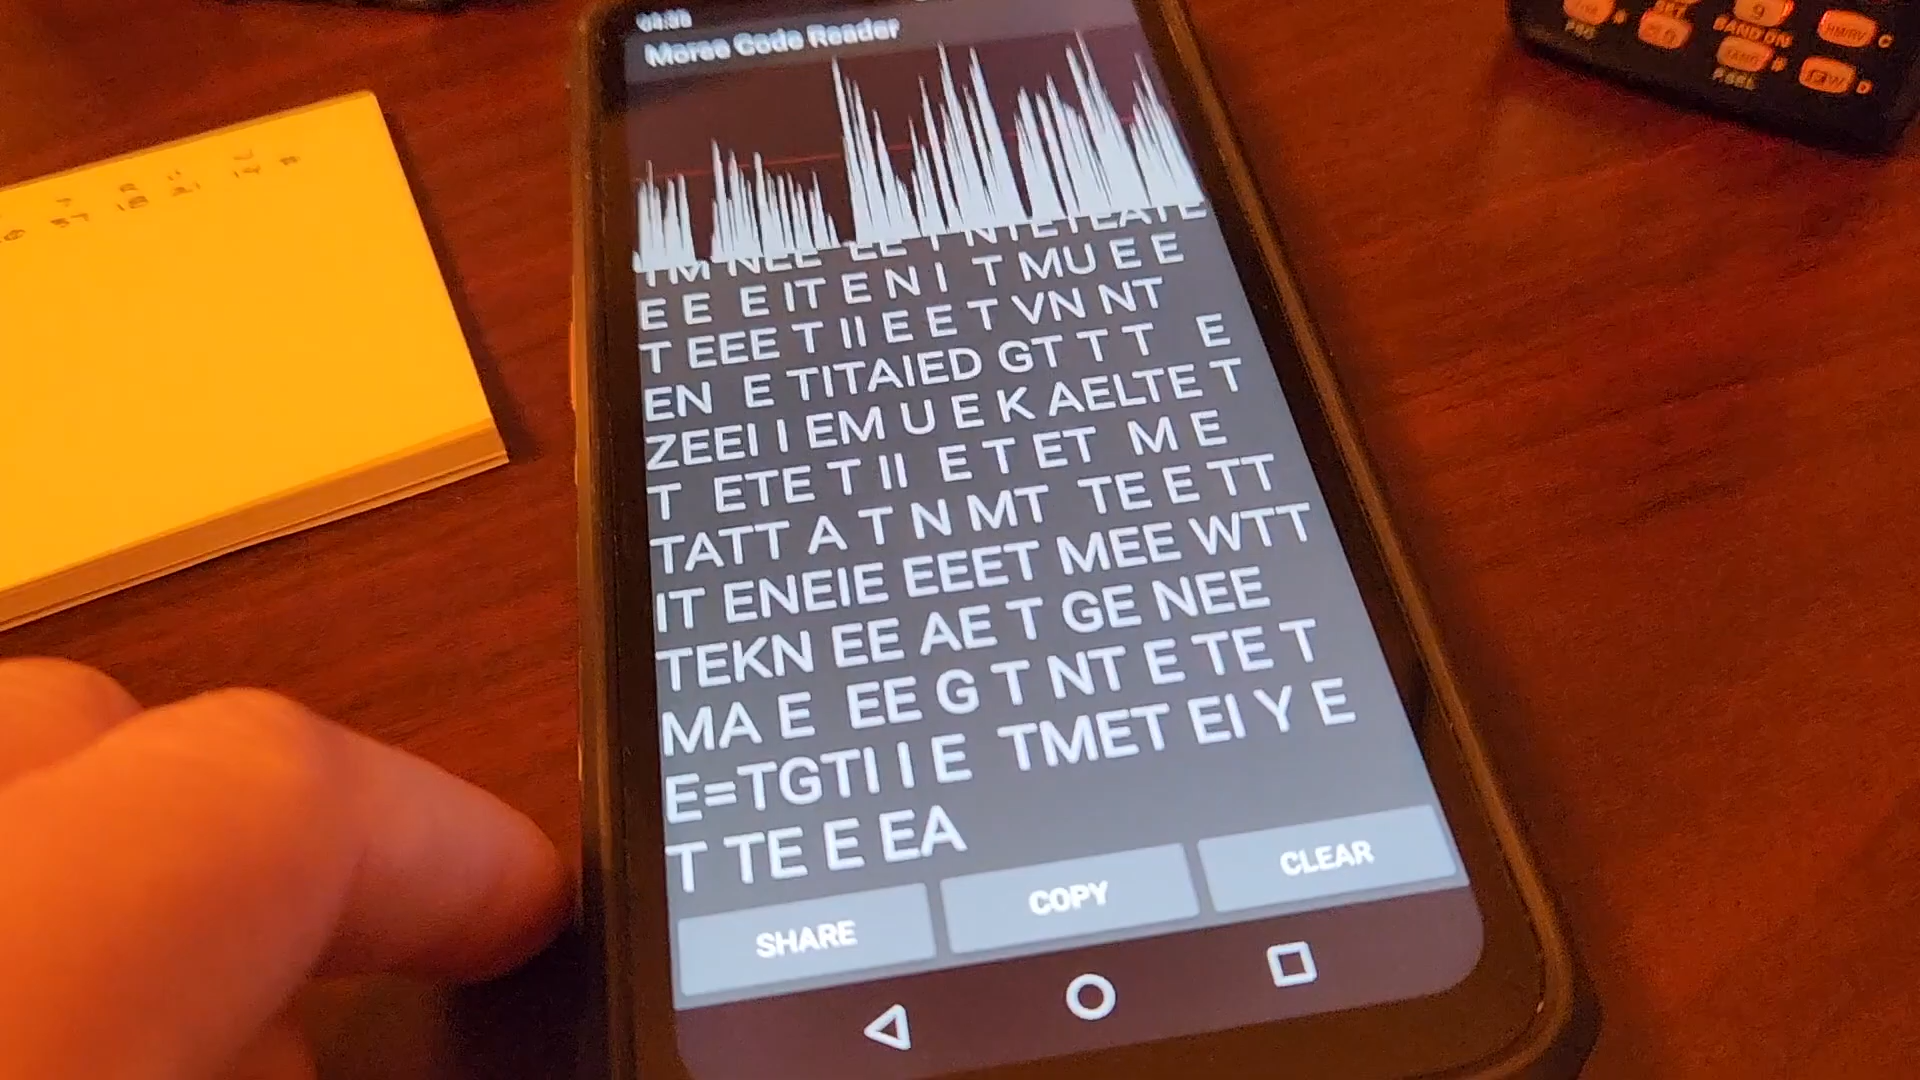 Morse Code Reader
E E E IT E N I T MU E E
T EEE T II E E T VN NT
EN E TITAIED GT T T E
ZEEI I EM U E K AELTE T
T ETE T II E T ET M E
TATT A T N MT TE E TT
IT ENEIE EEET MEE WTT
TEKN EE AE T GE NEE
MA E EE G T NT E TE T
E=TGTI I E TMET EI Y E
T TE E EA
SHARE COPY CLEAR